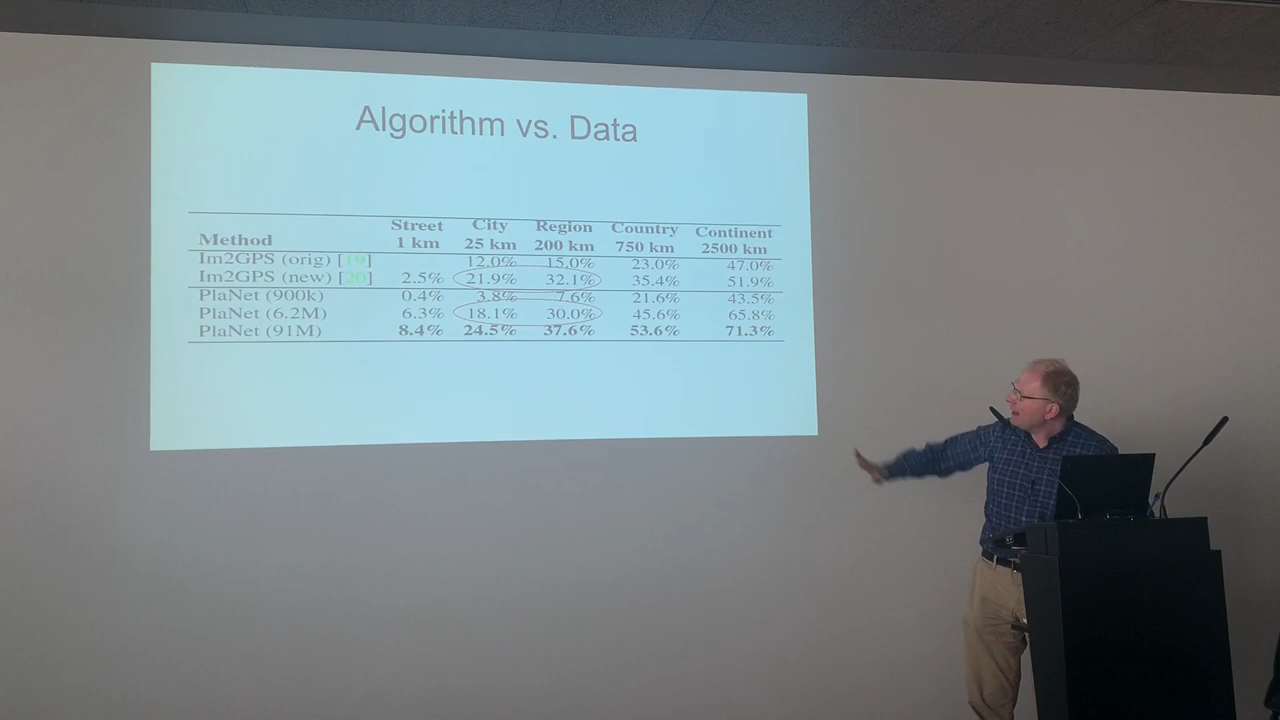 Algorithm vs. Data
Method Street 1 km City 25 km Region 200 km Country 750 km Continent 2500 km
Im2GPS (orig) [19] 12.0% 15.0% 23.0% 47.0%
Im2GPS (new) [20] 2.5% 21.9% 32.1% 35.4% 51.9%
PlaNet (900k) 0.4% 3.8% 7.6% 21.6% 43.5%
PlaNet (6.2M) 6.3% 18.1% 30.0% 45.6% 65.8%
PlaNet (91M) 8.4% 24.5% 37.6% 53.6% 71.3%